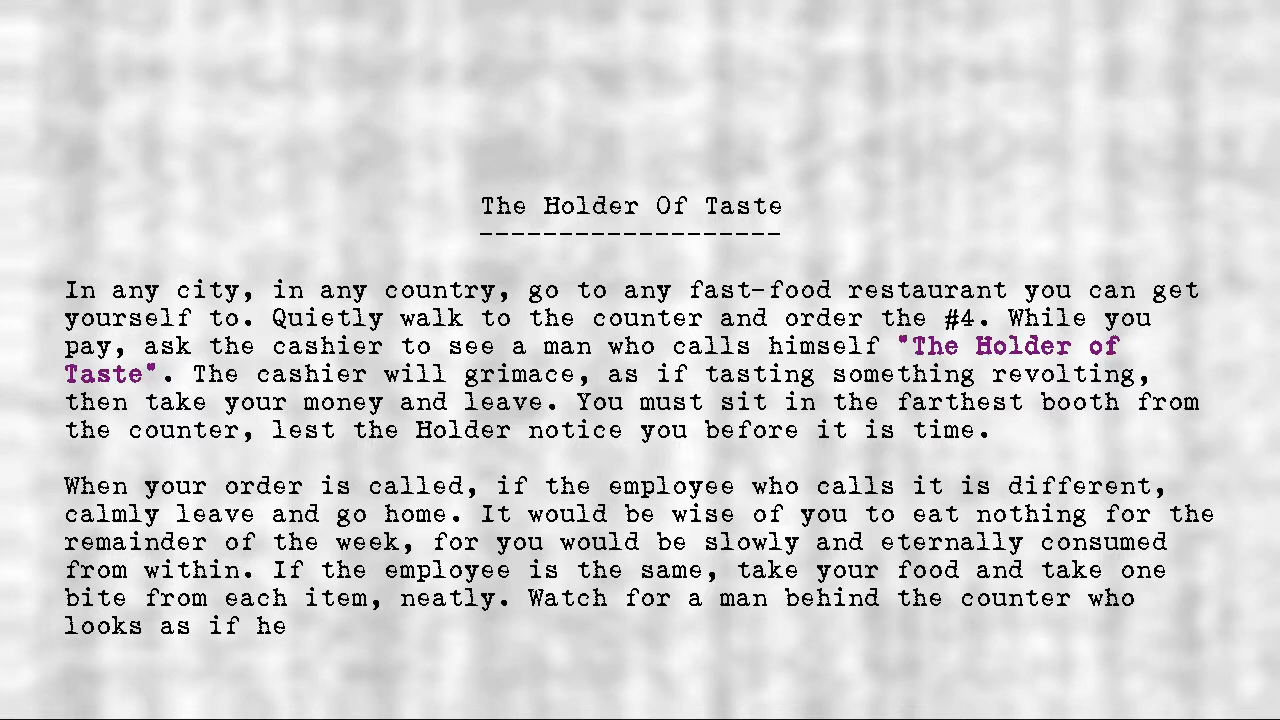 The Holder Of Taste
-------------------
In any city, in any country, go to any fast-food restaurant you can get
yourself to. Quietly walk to the counter and order the #4. While you
pay, ask the cashier to see a man who calls himself "The Holder of
Taste". The cashier will grimace, as if tasting something revolting,
then take your money and leave. You must sit in the farthest booth from
the counter, lest the Holder notice you before it is time.
When your order is called, if the employee who calls it is different,
calmly leave and go home. It would be wise of you to eat nothing for the
remainder of the week, for you would be slowly and eternally consumed
from within. If the employee is the same, take your food and take one
bite from each item, neatly. Watch for a man behind the counter who
looks as if he